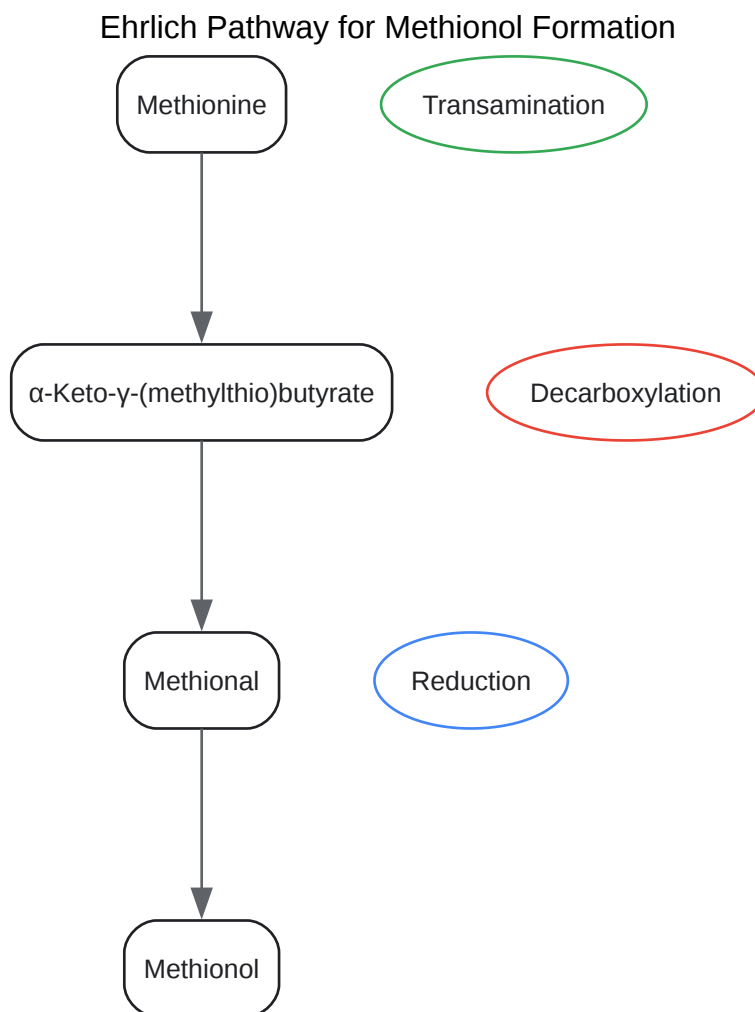 Ehrlich Pathway for Methionol Formation
Methionine
Transamination
α-Keto-γ-(methylthio)butyrate
Decarboxylation
Methional
Reduction
Methionol